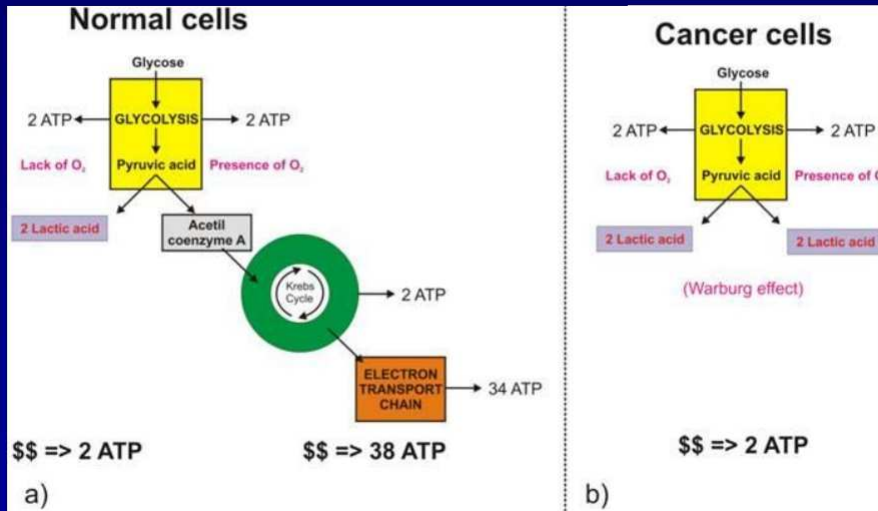 Normal cells
Glycose
2 ATP
GLYCOLYSIS
2 ATP
Lack of O₂
Pyruvic acid
Presence of O₂
2 Lactic acid
Acetil
coenzyme A
Krebs
Cycle
2 ATP
ELECTRON
TRANSPORT
CHAIN
34 ATP
$$ => 2 ATP
$$ => 38 ATP
a)
Cancer cells
Glycose
2 ATP
GLYCOLYSIS
2 ATP
Lack of O₂
Pyruvic acid
Presence of O
2 Lactic acid
2 Lactic acid
(Warburg effect)
$$ => 2 ATP
b)